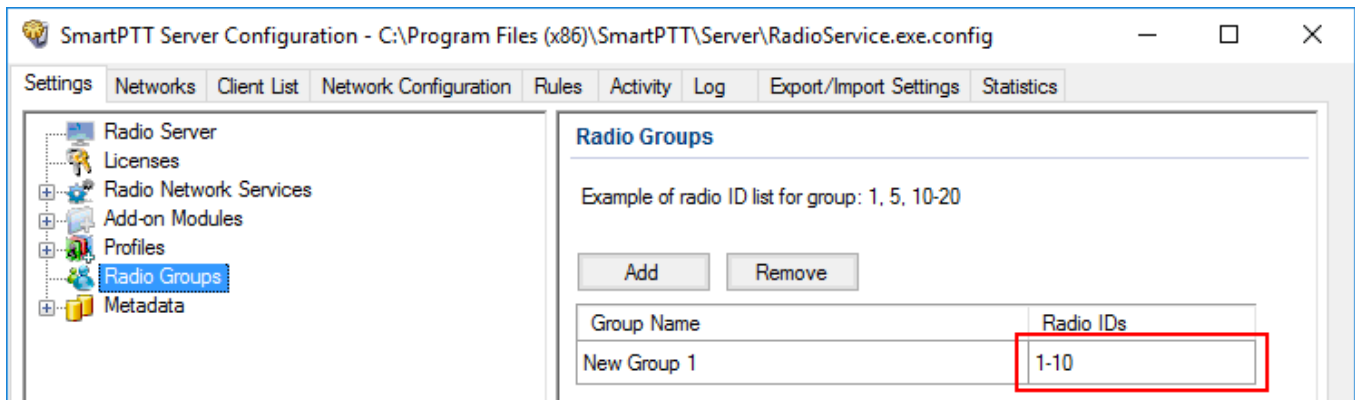 SmartPTT Server Configuration - C:\Program Files (x86)\SmartPTT\Server\RadioService.exe.config
Settings Networks Client List Network Configuration Rules Activity Log Export/Import Settings Statistics
Radio Server
Licenses
Radio Network Services
Add-on Modules
Profiles
Radio Groups
Metadata
Radio Groups
Example of radio ID list for group: 1, 5, 10-20
Add Remove
Group Name Radio IDs
New Group 1 1-10